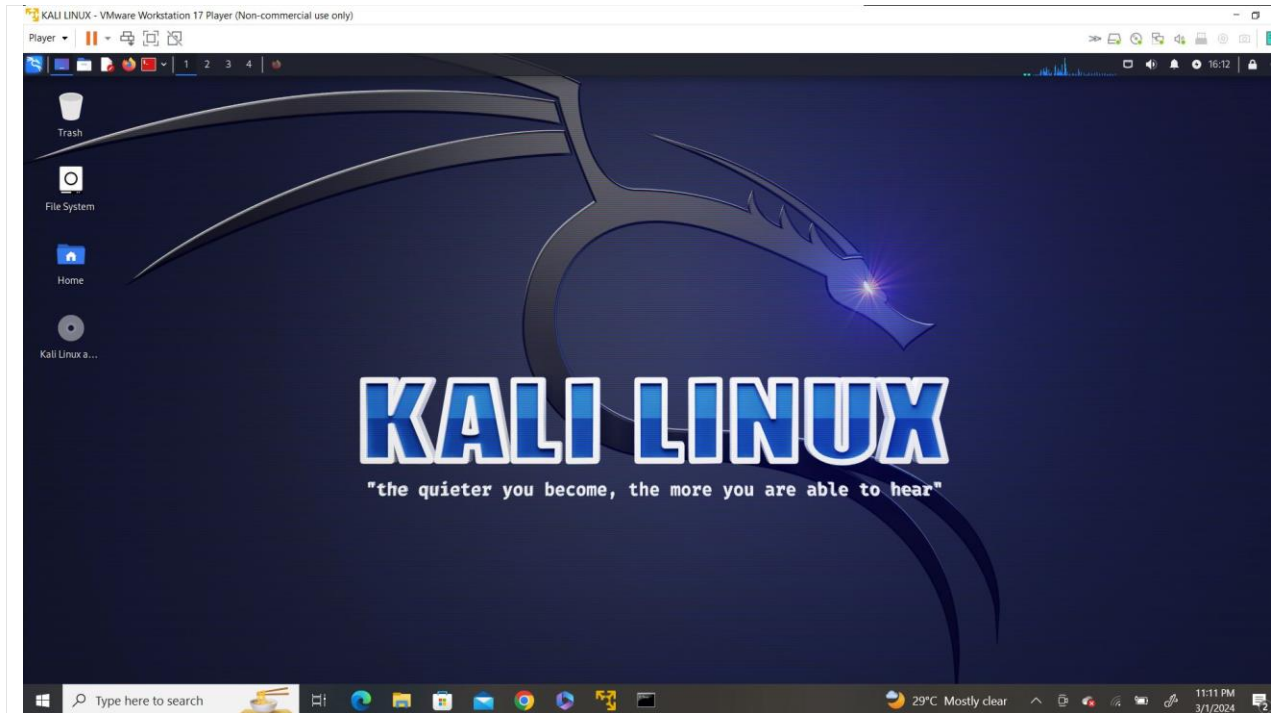 KALI LINUX - VMware Workstation 17 Player (Non-commercial use only)
Player
1 2 3 4
16:12
Trash
File System
Home
Kali Linux a...
KALI LINUX
"the quieter you become, the more you are able to hear"
Type here to search
29°C Mostly clear
11:11 PM
3/1/2024
2